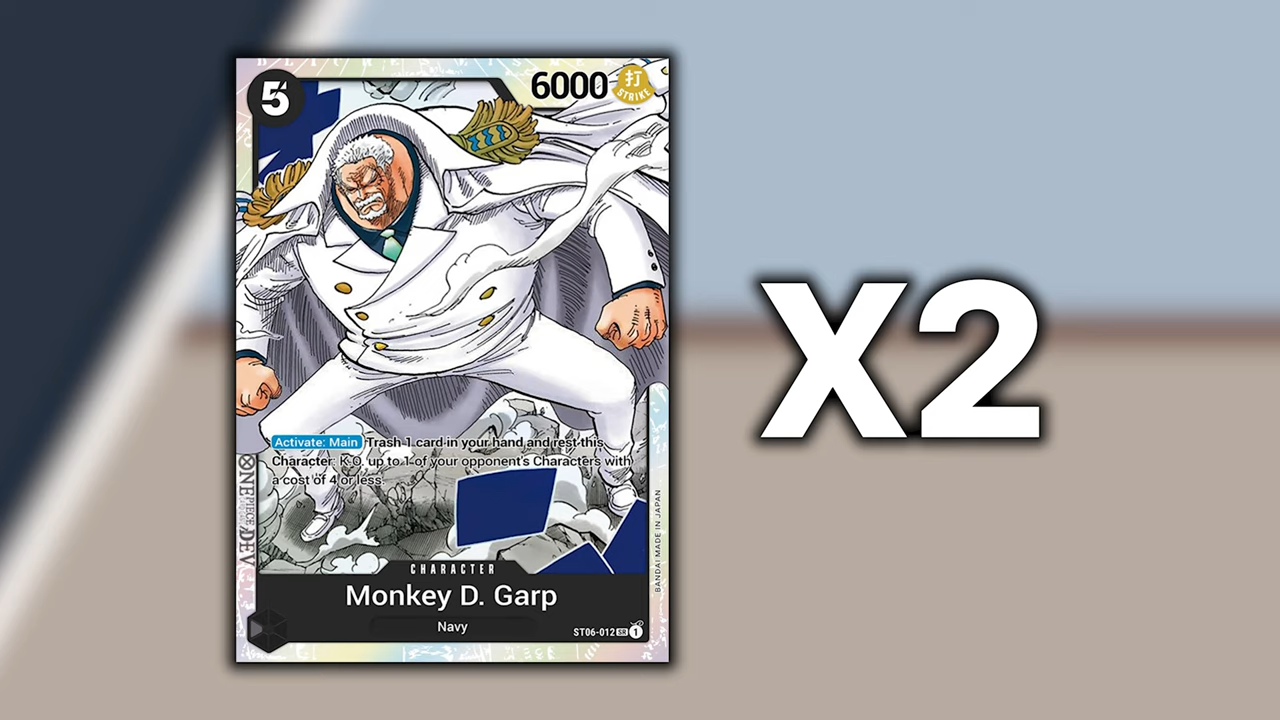 5
6000
打
STRIKE
X2
Activate: Main Trash 1 card in your hand and rest this
Character: K.O. up to 1 of your opponent's Characters with
a cost of 4 or less.
ONE PIECE
/DEV
BANDAI MADE IN JAPAN
CHARACTER
Monkey D. Garp
Navy
ST06-012 SR 1